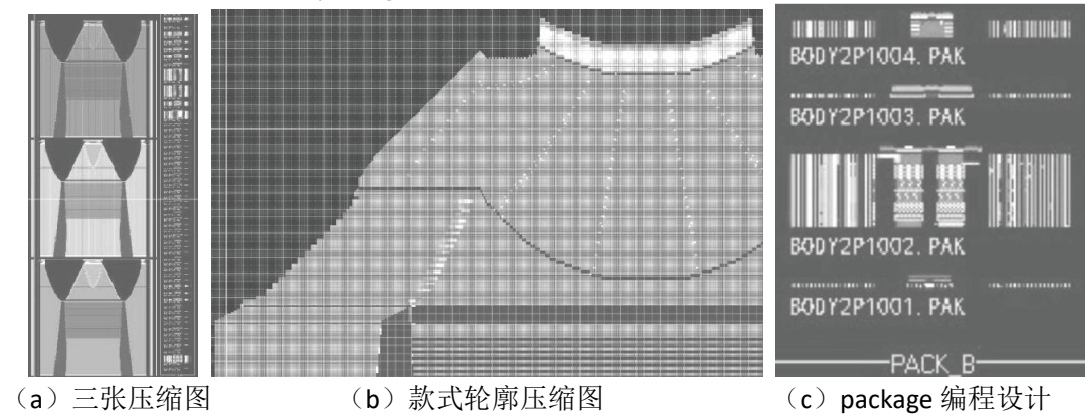 BODY2P1004. PAK
BODY2P1003. PAK
BODY2P1002. PAK
BODY2P1001. PAK
PACK_B
（a）三张压缩图
（b）款式轮廓压缩图
（c）package 编程设计